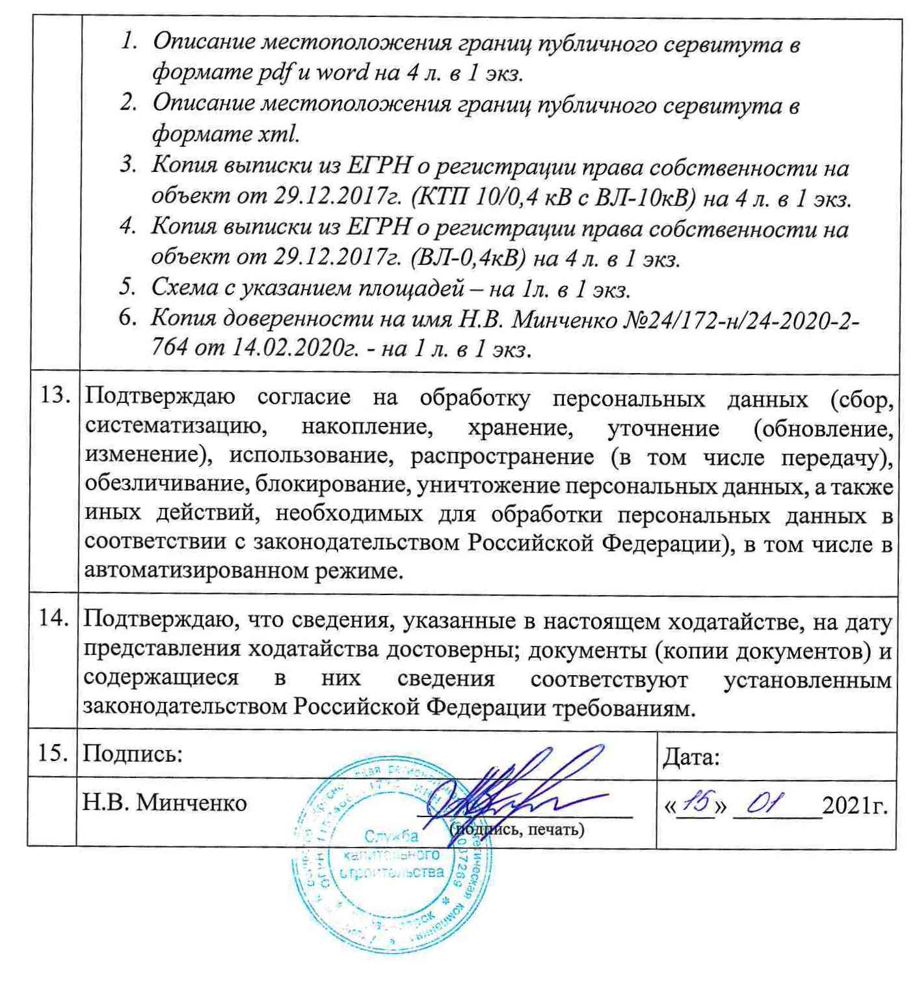 1. Описание местоположения границ публичного сервитута в
формате pdf и word на 4 л. в 1 экз.
2. Описание местоположения границ публичного сервитута в
формате xml.
3. Копия выписки из ЕГРН о регистрации права собственности на
объект от 29.12.2017г. (КТП 10/0,4 кВ с ВЛ-10кВ) на 4 л. в 1 экз.
4. Копия выписки из ЕГРН о регистрации права собственности на
объект от 29.12.2017г. (ВЛ-0,4кВ) на 4 л. в 1 экз.
5. Схема с указанием площадей – на 1л. в 1 экз.
6. Копия доверенности на имя Н.В. Минченко №24/172-н/24-2020-2-
764 от 14.02.2020г. - на 1 л. в 1 экз.
13. Подтверждаю согласие на обработку персональных данных (сбор,
систематизацию, накопление, хранение, уточнение (обновление,
изменение), использование, распространение (в том числе передачу),
обезличивание, блокирование, уничтожение персональных данных, а также
иных действий, необходимых для обработки персональных данных в
соответствии с законодательством Российской Федерации), в том числе в
автоматизированном режиме.
14. Подтверждаю, что сведения, указанные в настоящем ходатайстве, на дату
представления ходатайства достоверны; документы (копии документов) и
содержащиеся в них сведения соответствуют установленным
законодательством Российской Федерации требованиям.
15. Подпись: Дата:
Н.В. Минченко «15» 01 2021г.
(подпись, печать)
Служба
капитального
строительства